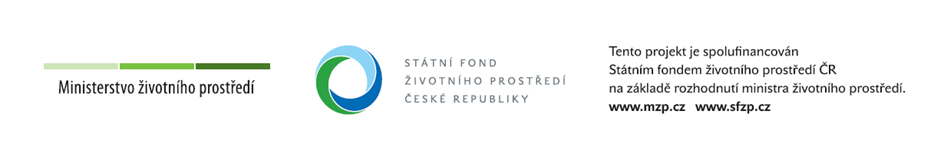 Ministerstvo životního prostředí
STÁTNÍ FOND
ŽIVOTNÍHO PROSTŘEDÍ
ČESKÉ REPUBLIKY
Tento projekt je spolufinancován
Státním fondem životního prostředí ČR
na základě rozhodnutí ministra životního prostředí.
www.mzp.cz www.sfzp.cz